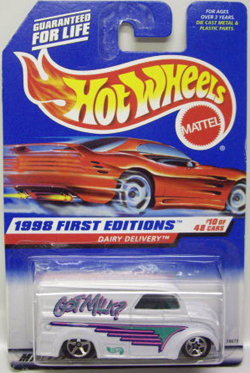 GUARANTEED
FOR LIFE
FOR AGES
OVER 3 YEARS.
DIE CAST METAL &
PLASTIC PARTS.
Hot Wheels
MATTEL
1998 FIRST EDITIONS™
#10 OF
48 CARS
DAIRY DELIVERY™
GOT MILK?